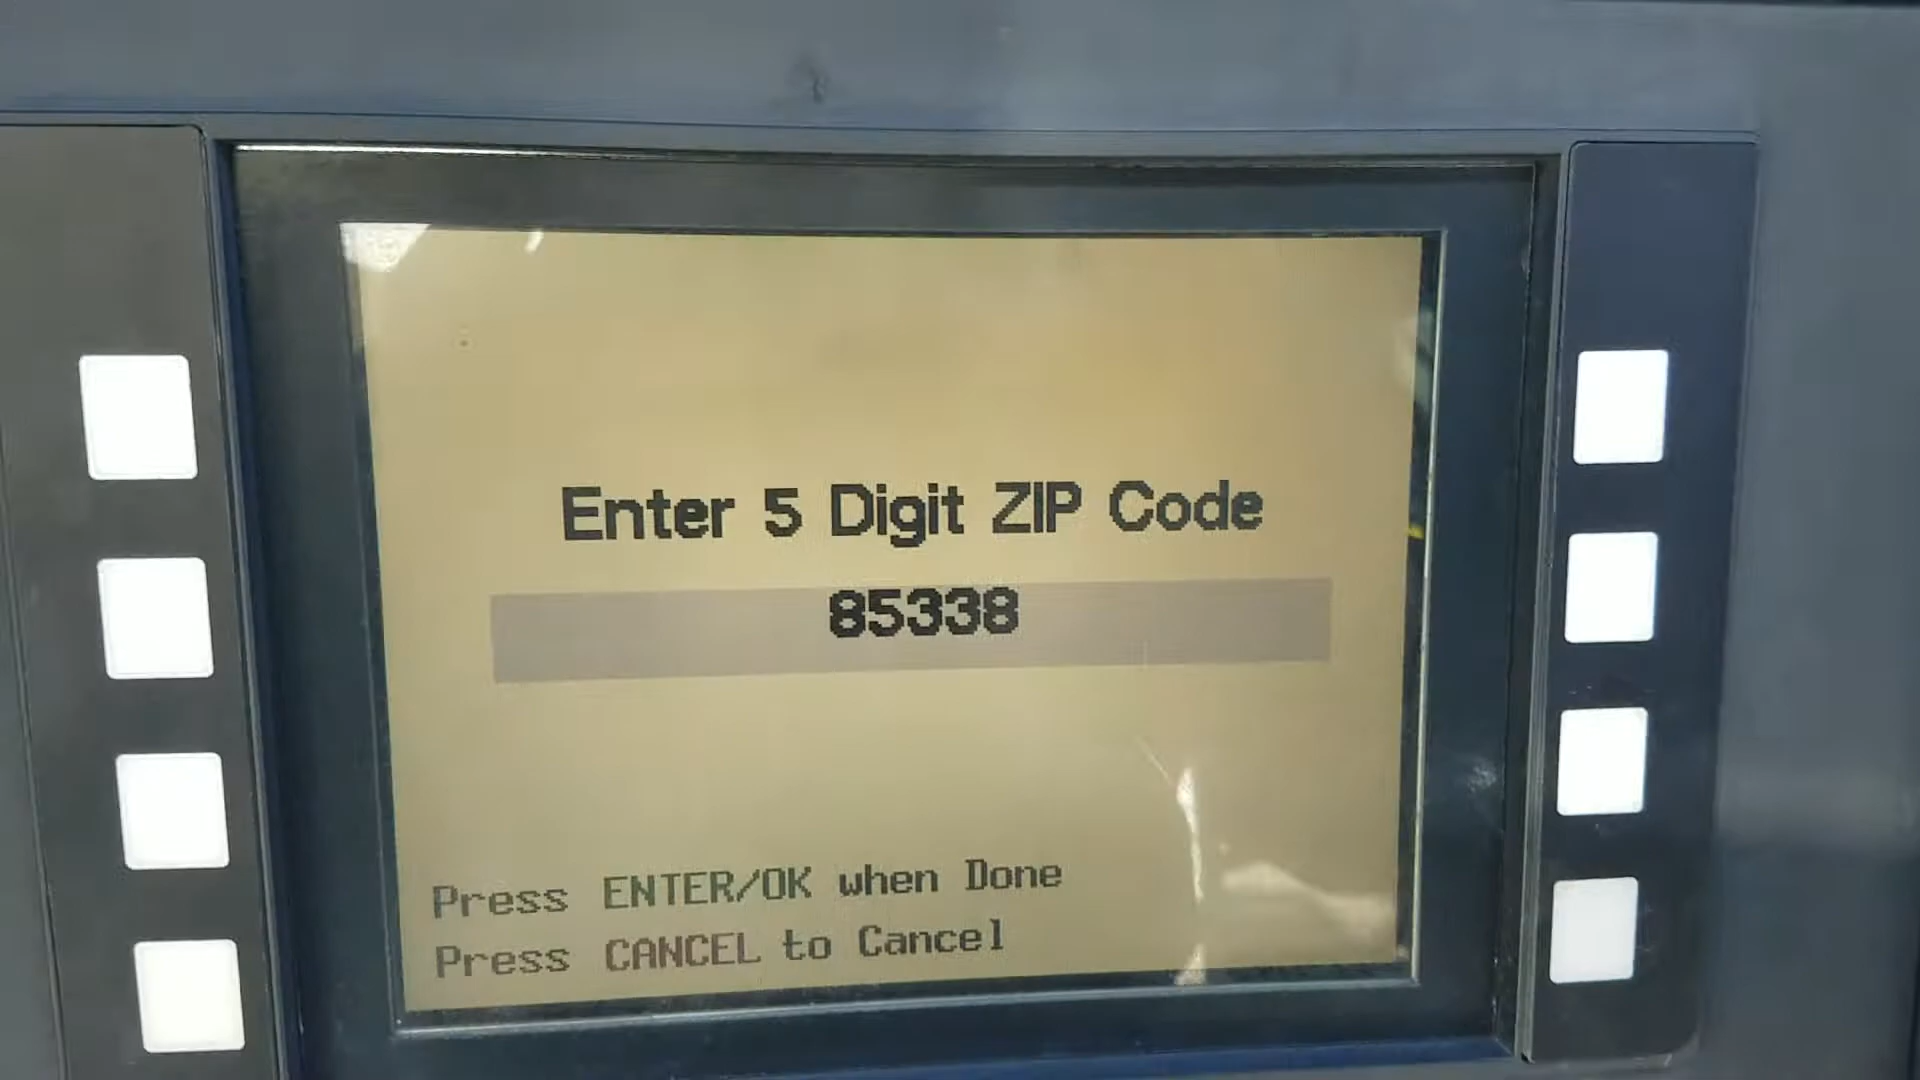 Enter 5 Digit ZIP Code
85338
Press ENTER/OK when Done
Press CANCEL to Cancel